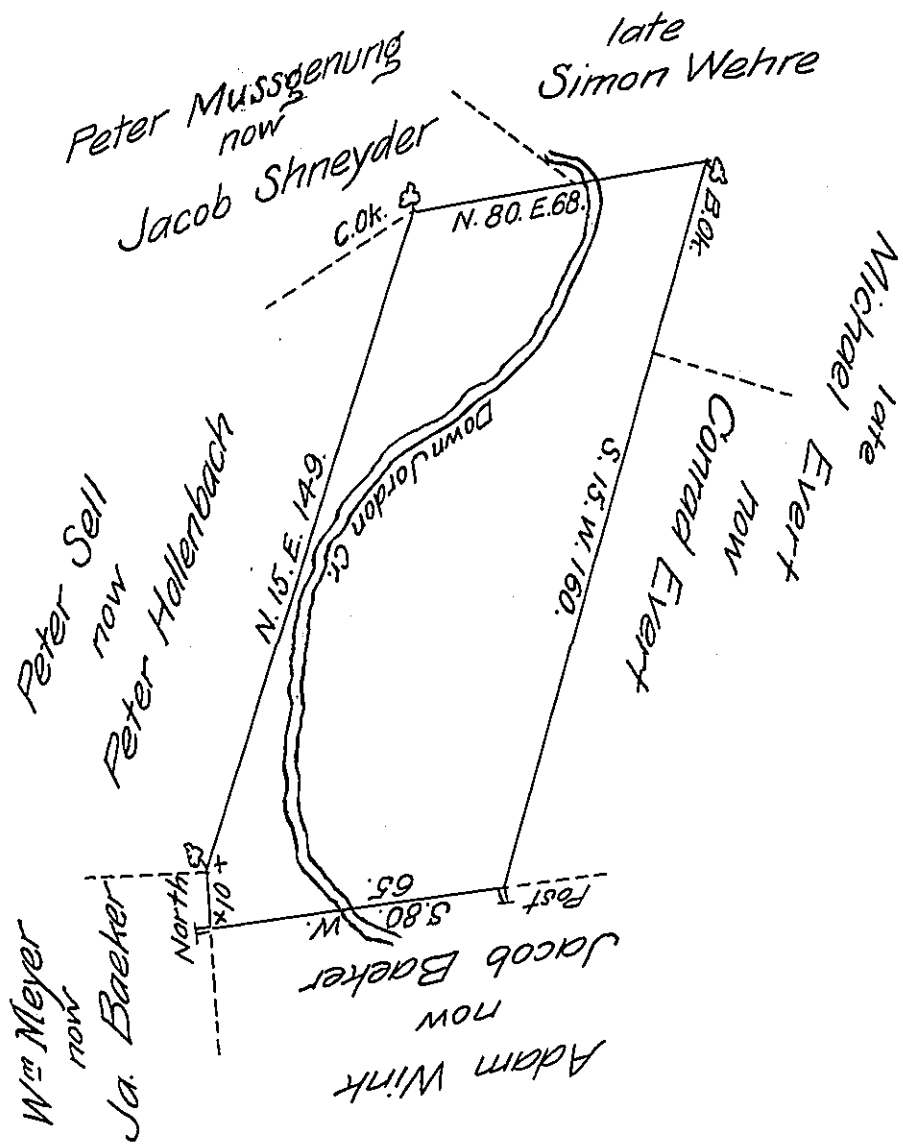 late
Simon Wehre
Peter Mussgenung
now
Jacob Shneyder
C.Ok.
N. 80. E. 68.
B.Ok.
late
Michael Evert
now
Conrad Evert
S. 15. W. 160.
Down Jordon Cr.
N. 15. E. 149.
Peter Sell
now
Peter Hollenbach
Wm Meyer
now
Ja. Baeker
North
x10+
S. 80. W.
65.
Post
Adam Wink
now
Jacob Baeker